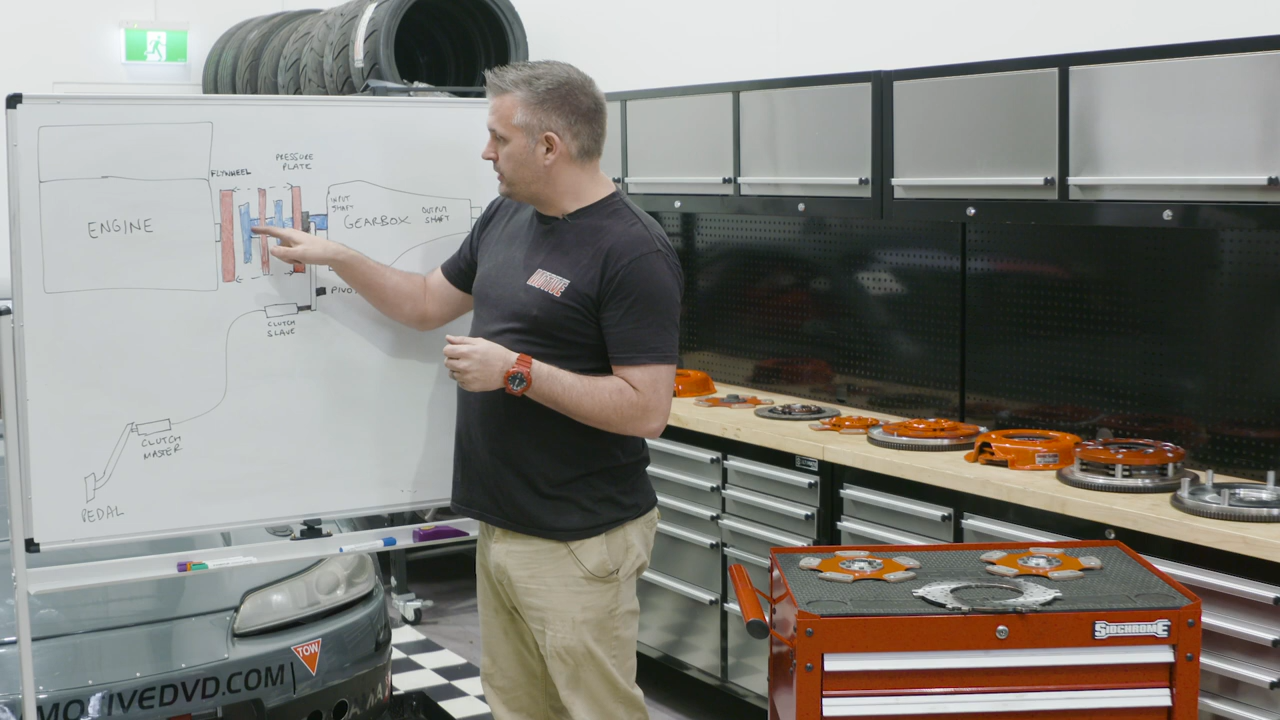 FLYWHEEL
PRESSURE
PLATE
ENGINE
INPUT
SHAFT
GEARBOX
OUTPUT
SHAFT
CLUTCH
SLAVE
CLUTCH
MASTER
PEDAL
MOTIVE
TOW
MOTIVEDVD.COM
SIDCHROME